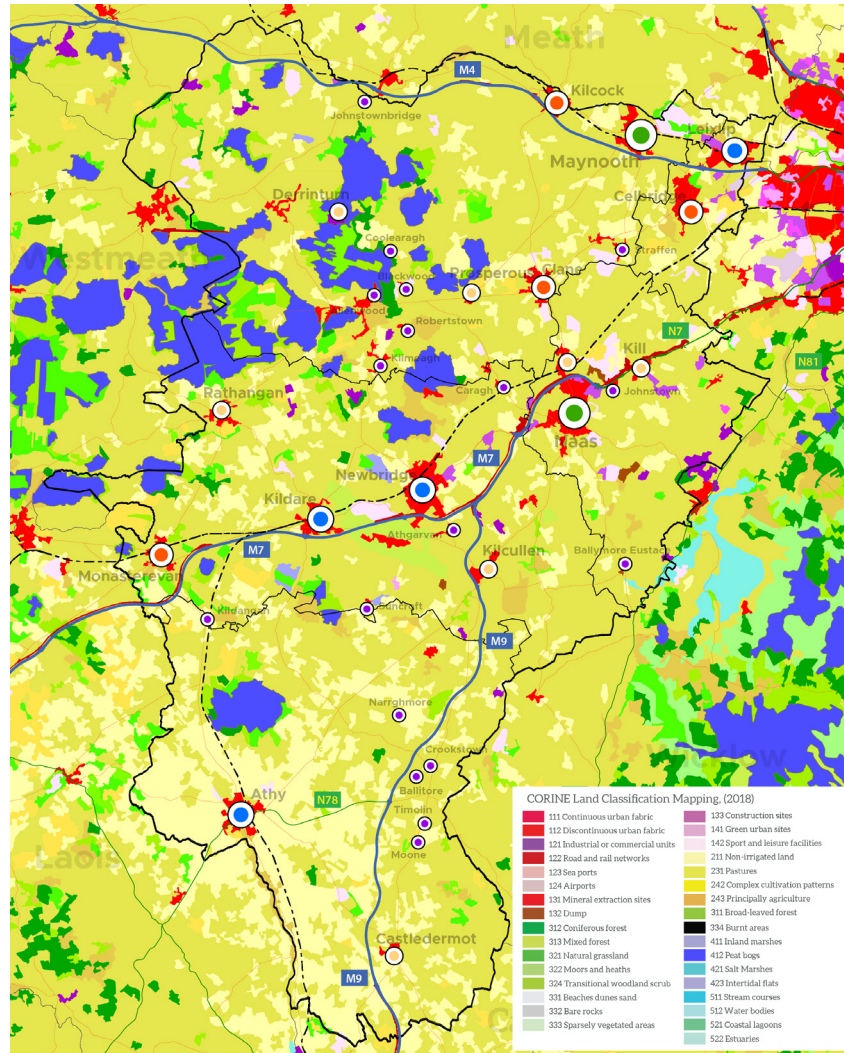 Meath
M4
Kilcock
Johnstownbridge
Leixlip
Maynooth
Celbridge
Derrinturn
Coolearagh
Straffen
Westmeath
Blackwood
Prosperous
Clane
Robertstown
N7
Kill
N81
Kilmeagh
Rathangan
Caragh
Johnstown
Naas
M7
Newbridge
Kildare
Athgarvan
M7
Kilcullen
Ballymore Eustace
Monasterevan
Kildangan
Suncroft
M9
Narrghmore
Wicklow
Crookstown
Ballitore
Athy
N78
Timolin
Moone
Laois
Castledermot
M9
CORINE Land Classification Mapping, (2018)
111 Continuous urban fabric
112 Discontinuous urban fabric
121 Industrial or commercial units
122 Road and rail networks
123 Sea ports
124 Airports
131 Mineral extraction sites
132 Dump
312 Coniferous forest
313 Mixed forest
321 Natural grassland
322 Moors and heaths
324 Transitional woodland scrub
331 Beaches dunes sand
332 Bare rocks
333 Sparsely vegetated areas
133 Construction sites
141 Green urban sites
142 Sport and leisure facilities
211 Non-irrigated land
231 Pastures
242 Complex cultivation patterns
243 Principally agriculture
311 Broad-leaved forest
334 Burnt areas
411 Inland marshes
412 Peat bogs
421 Salt Marshes
423 Intertidal flats
511 Stream courses
512 Water bodies
521 Coastal lagoons
522 Estuaries